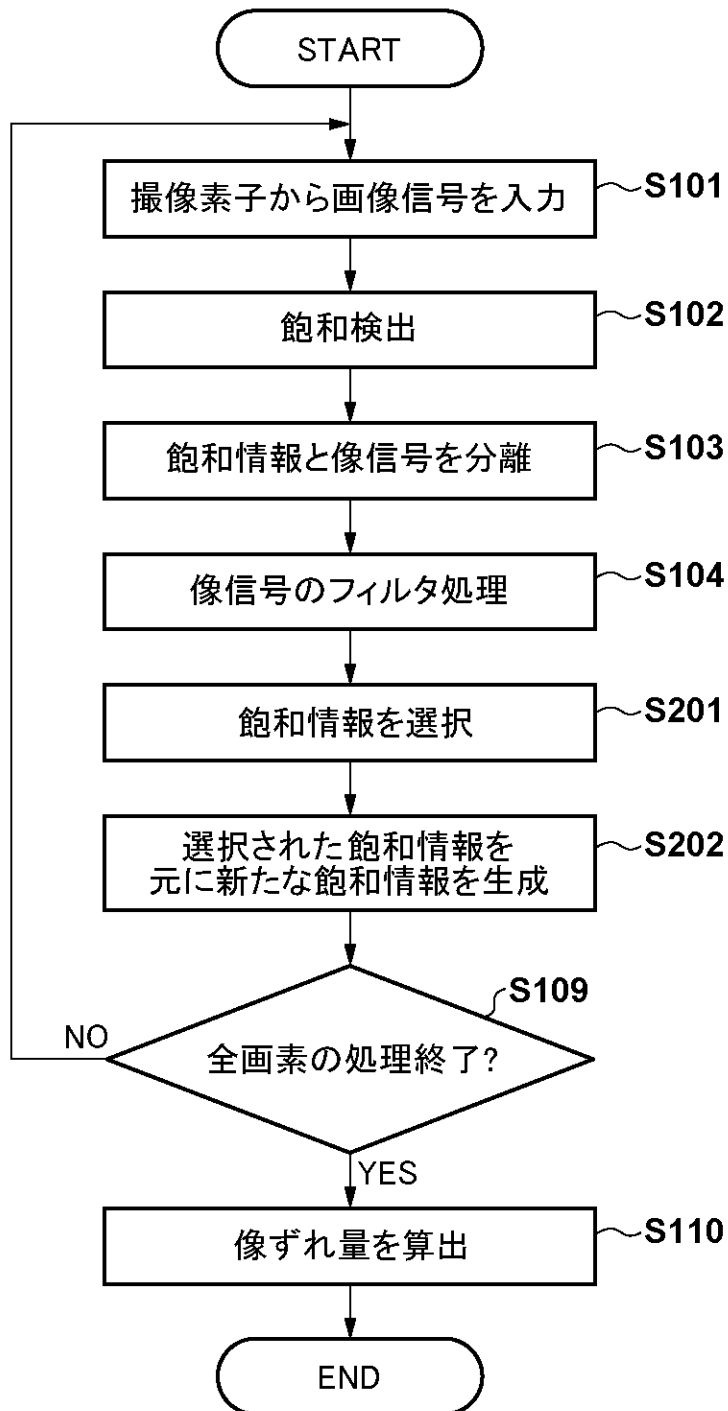 START
撮像素子から画像信号を入力
S101
飽和検出
S102
飽和情報と像信号を分離
S103
像信号のフィルタ処理
S104
飽和情報を選択
S201
選択された飽和情報を
元に新たな飽和情報を生成
S202
S109
全画素の処理終了?
NO
YES
像ずれ量を算出
S110
END